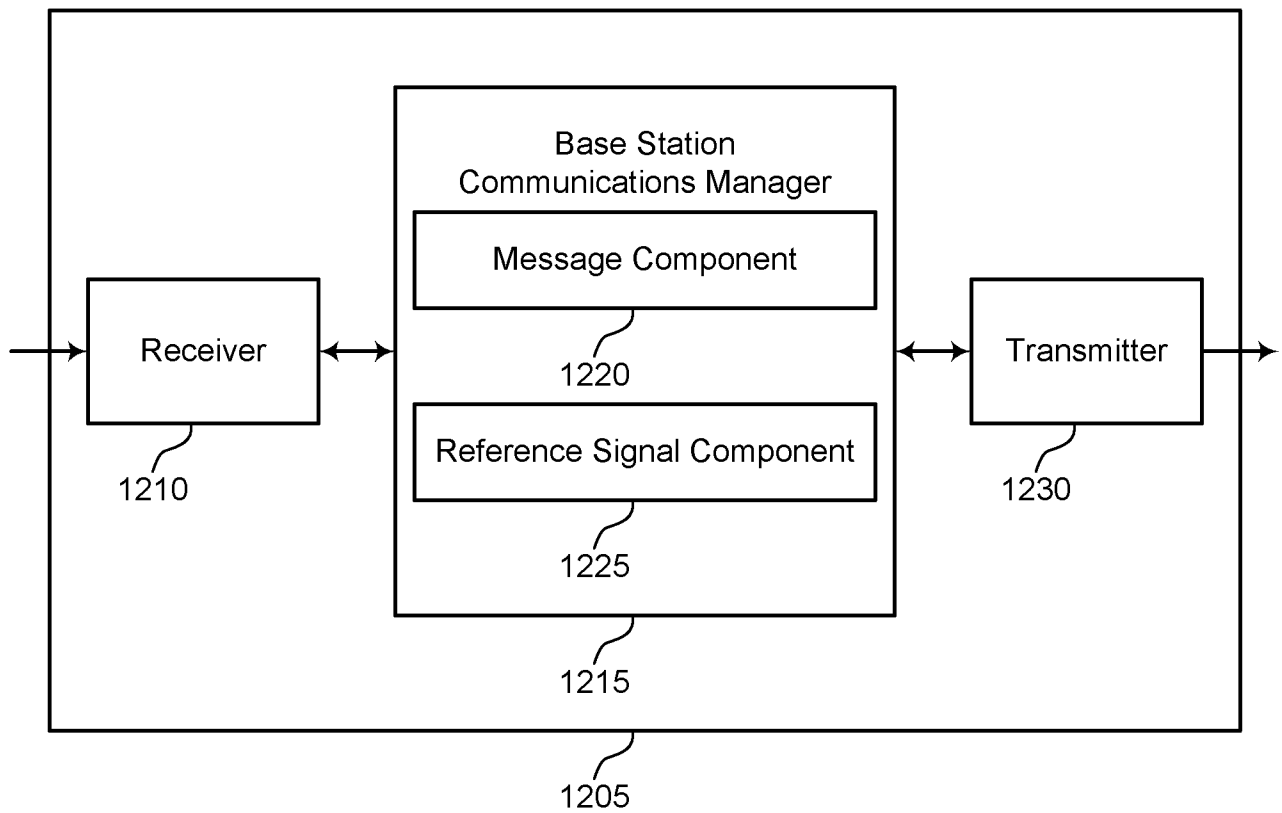 Base Station
Communications Manager
Message Component
1220
Receiver
1210
Transmitter
1230
Reference Signal Component
1225
1215
1205